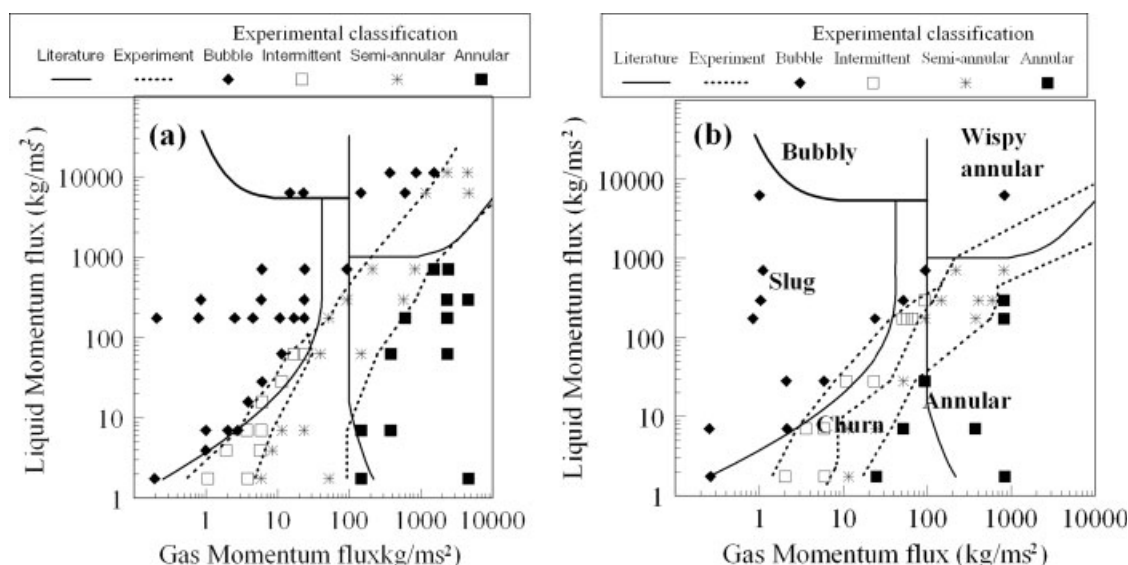 Experimental classification
Literature Experiment Bubble Intermittent Semi-annular Annular
(a)
Liquid Momentum flux (kg/ms²)
10000
1000
100
10
1
1 10 100 1000 10000
Gas Momentum fluxkg/ms²)
Experimental classification
Literature Experiment Bubble Intermittent Semi-annular Annular
(b)
Bubbly
Wispy
annular
Slug
Churn
Annular
Liquid Momentum flux (kg/ms²)
10000
1000
100
10
1
1 10 100 1000 10000
Gas Momentum flux (kg/ms²)